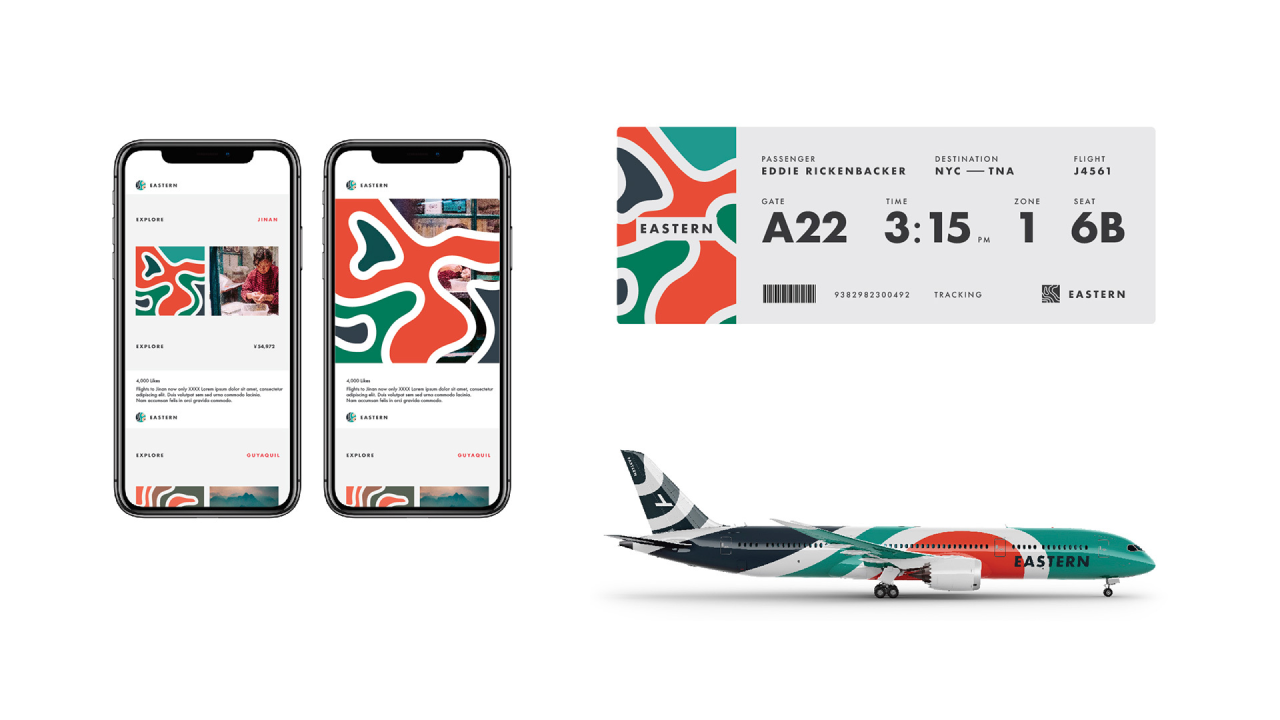 EASTERN
EXPLORE JINAN
EXPLORE ¥34,972
4,000 Likes
Flights to Jinan now only XXXX Lorem ipsum dolor sit amet, consectetur
adipiscing elit. Duis volutpat sem sed urna commodo lacinia.
Nam accumsan felis in orci gravida commodo.
EASTERN
EXPLORE GUYAQUIL
EASTERN
4,000 Likes
Flights to Jinan now only XXXX Lorem ipsum dolor sit amet, consectetur
adipiscing elit. Duis volutpat sem sed urna commodo lacinia.
Nam accumsan felis in orci gravida commodo.
EASTERN
EXPLORE GUYAQUIL
EASTERN
PASSENGER DESTINATION FLIGHT
EDDIE RICKENBACKER NYC — TNA J4561
GATE TIME ZONE SEAT
A22 3:15 PM 1 6B
9382982300492 TRACKING EASTERN
EASTERN
EASTERN